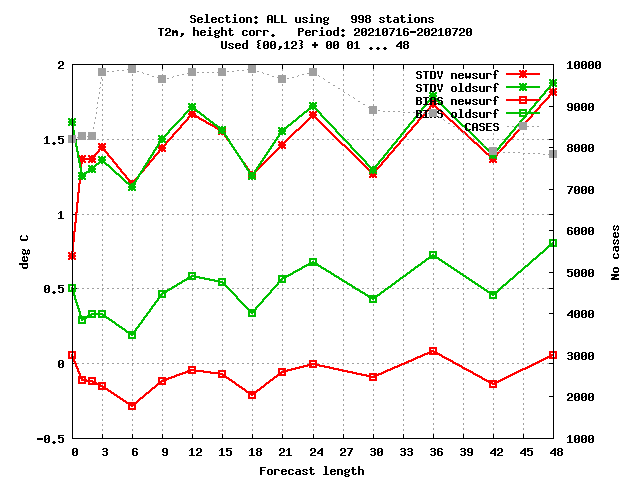 Selection: ALL using 998 stations
T2m, height corr. Period: 20210716-20210720
Used {00,12} + 00 01 ... 48
2
1.5
1
0.5
0
-0.5
deg C
10000
9000
8000
7000
6000
5000
4000
3000
2000
1000
No cases
STDV newsurf
STDV oldsurf
BIAS newsurf
BIAS oldsurf
CASES
0 3 6 9 12 15 18 21 24 27 30 33 36 39 42 45 48
Forecast length